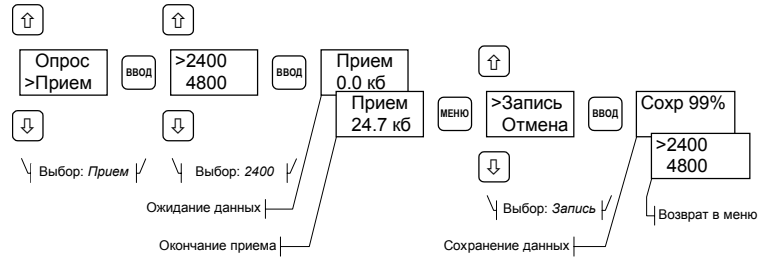 Опрос
>Прием
ВВОД
>2400
4800
ВВОД
Прием
0.0 кб
Прием
24.7 кб
МЕНЮ
>Запись
Отмена
ВВОД
Сохр 99%
>2400
4800
Выбор: Прием
Выбор: 2400
Ожидание данных
Окончание приема
Выбор: Запись
Возврат в меню
Сохранение данных